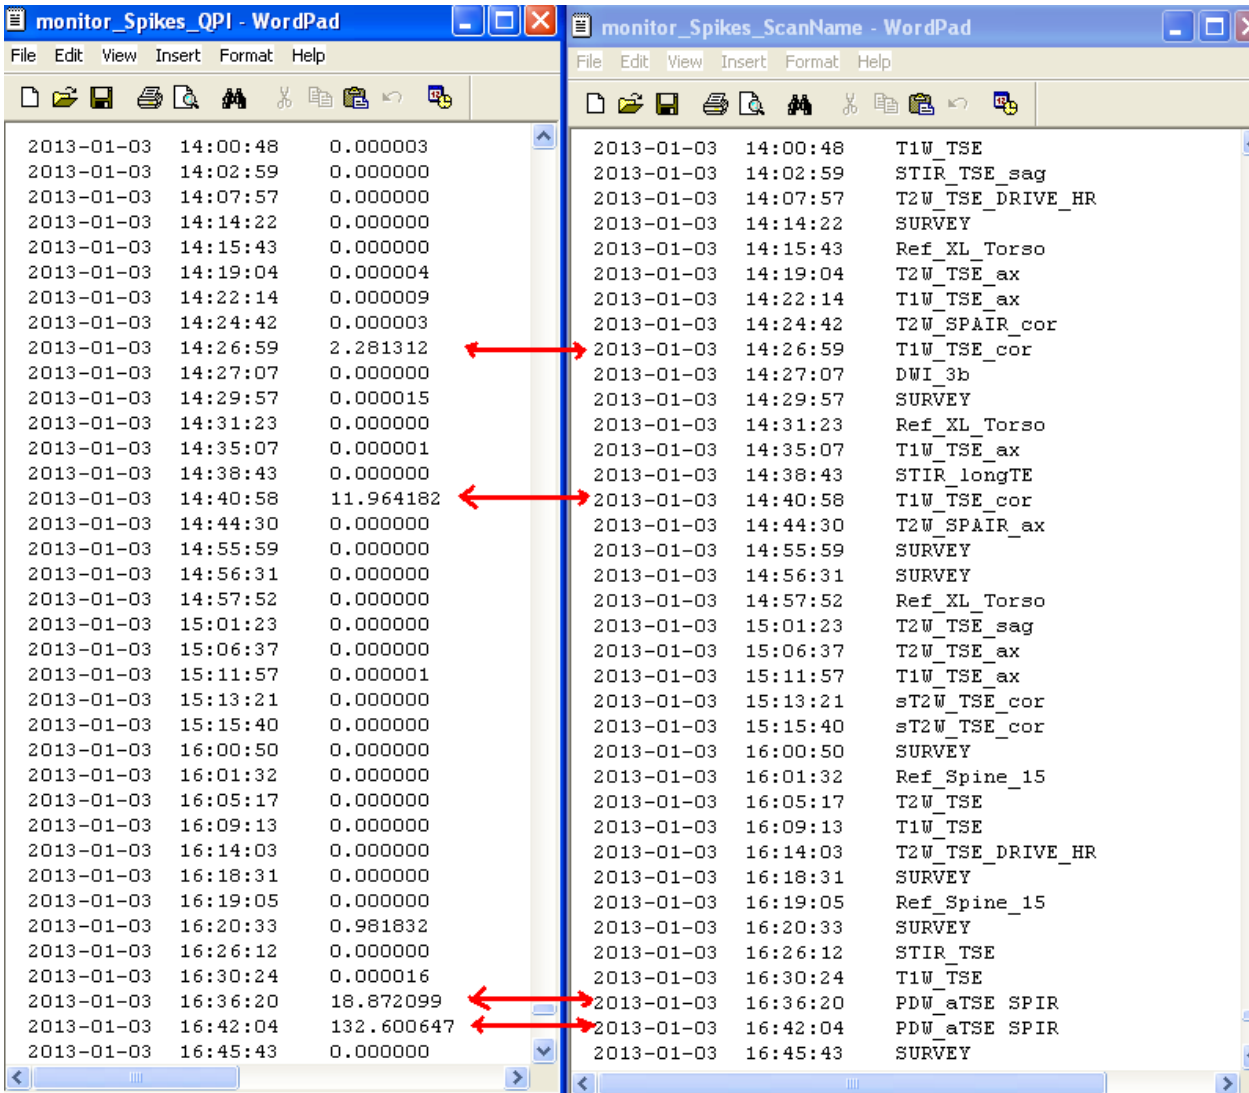 monitor_Spikes_QPI - WordPad
File Edit View Insert Format Help
2013-01-03 14:00:48 0.000003
2013-01-03 14:02:59 0.000000
2013-01-03 14:07:57 0.000000
2013-01-03 14:14:22 0.000000
2013-01-03 14:15:43 0.000000
2013-01-03 14:19:04 0.000004
2013-01-03 14:22:14 0.000009
2013-01-03 14:24:42 0.000003
2013-01-03 14:26:59 2.281312
2013-01-03 14:27:07 0.000000
2013-01-03 14:29:57 0.000015
2013-01-03 14:31:23 0.000000
2013-01-03 14:35:07 0.000001
2013-01-03 14:38:43 0.000000
2013-01-03 14:40:58 11.964182
2013-01-03 14:44:30 0.000000
2013-01-03 14:55:59 0.000000
2013-01-03 14:56:31 0.000000
2013-01-03 14:57:52 0.000000
2013-01-03 15:01:23 0.000000
2013-01-03 15:06:37 0.000000
2013-01-03 15:11:57 0.000001
2013-01-03 15:13:21 0.000000
2013-01-03 15:15:40 0.000000
2013-01-03 16:00:50 0.000000
2013-01-03 16:01:32 0.000000
2013-01-03 16:05:17 0.000000
2013-01-03 16:09:13 0.000000
2013-01-03 16:14:03 0.000000
2013-01-03 16:18:31 0.000000
2013-01-03 16:19:05 0.000000
2013-01-03 16:20:33 0.981832
2013-01-03 16:26:12 0.000000
2013-01-03 16:30:24 0.000016
2013-01-03 16:36:20 18.872099
2013-01-03 16:42:04 132.600647
2013-01-03 16:45:43 0.000000
monitor_Spikes_ScanName - WordPad
File Edit View Insert Format Help
2013-01-03 14:00:48 T1W_TSE
2013-01-03 14:02:59 STIR_TSE_sag
2013-01-03 14:07:57 T2W_TSE_DRIVE_HR
2013-01-03 14:14:22 SURVEY
2013-01-03 14:15:43 Ref_XL_Torso
2013-01-03 14:19:04 T2W_TSE_ax
2013-01-03 14:22:14 T1W_TSE_ax
2013-01-03 14:24:42 T2W_SPAIR_cor
2013-01-03 14:26:59 T1W_TSE_cor
2013-01-03 14:27:07 DWI_3b
2013-01-03 14:29:57 SURVEY
2013-01-03 14:31:23 Ref_XL_Torso
2013-01-03 14:35:07 T1W_TSE_ax
2013-01-03 14:38:43 STIR_longTE
2013-01-03 14:40:58 T1W_TSE_cor
2013-01-03 14:44:30 T2W_SPAIR_ax
2013-01-03 14:55:59 SURVEY
2013-01-03 14:56:31 SURVEY
2013-01-03 14:57:52 Ref_XL_Torso
2013-01-03 15:01:23 T2W_TSE_sag
2013-01-03 15:06:37 T2W_TSE_ax
2013-01-03 15:11:57 T1W_TSE_ax
2013-01-03 15:13:21 sT2W_TSE_cor
2013-01-03 15:15:40 sT2W_TSE_cor
2013-01-03 16:00:50 SURVEY
2013-01-03 16:01:32 Ref_Spine_15
2013-01-03 16:05:17 T2W_TSE
2013-01-03 16:09:13 T1W_TSE
2013-01-03 16:14:03 T2W_TSE_DRIVE_HR
2013-01-03 16:18:31 SURVEY
2013-01-03 16:19:05 Ref_Spine_15
2013-01-03 16:20:33 SURVEY
2013-01-03 16:26:12 STIR_TSE
2013-01-03 16:30:24 T1W_TSE
2013-01-03 16:36:20 PDW_aTSE SPIR
2013-01-03 16:42:04 PDW_aTSE SPIR
2013-01-03 16:45:43 SURVEY